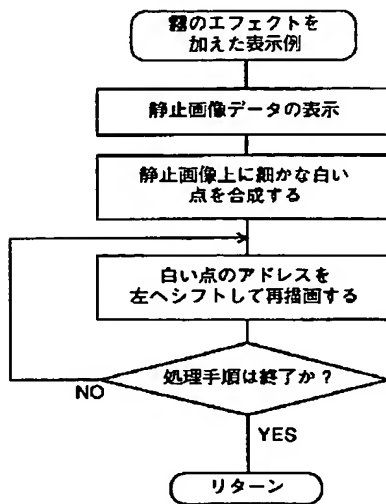 のエフェクトを
加えた表示例
静止画像データの表示
静止画像上に細かな白い
点を合成する
白い点のアドレスを
左へシフトして再描画する
処理手順は終了か？
NO
YES
リターン